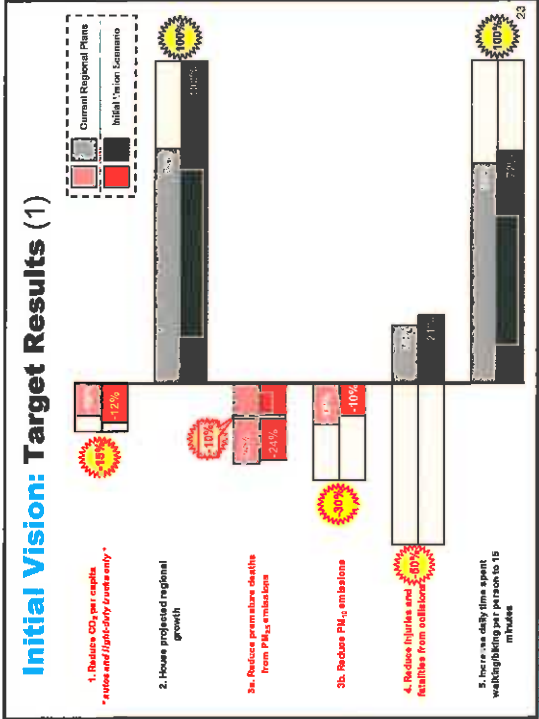 Initial Vision: Target Results (1)
Current Regional Plans
Initial Vision Scenario
1. Reduce CO₂ per capita
*autos and light-duty trucks only*
-15%
-12%
2. House projected regional
growth
100%
3a. Reduce premature deaths
from PM₂.₅ emissions
-10%
-24%
3b. Reduce PM₁₀ emissions
-30%
-10%
4. Reduce Injuries and
fatalities from collisions
-50%
21%
5. Increase daily time spent
walking/biking per person to 15
minutes
100%
23